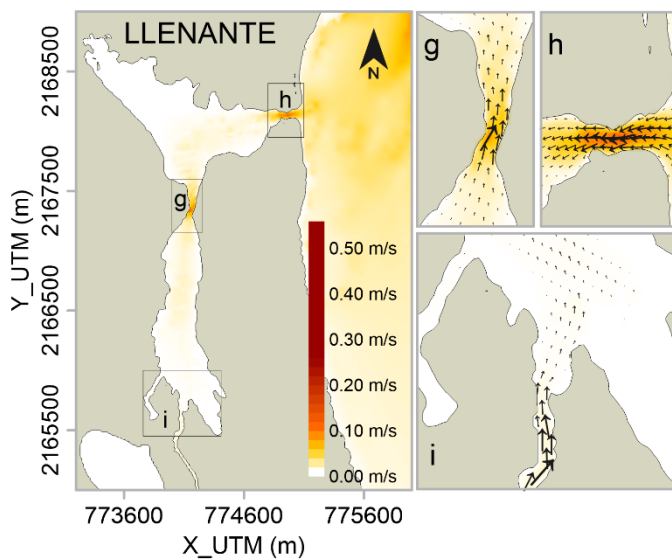 LLENANTE
N
h
g
i
0.50 m/s
0.40 m/s
0.30 m/s
0.20 m/s
0.10 m/s
0.00 m/s
Y_UTM (m)
2168500
2167500
2166500
2165500
773600
774600
775600
X_UTM (m)
g
h
i